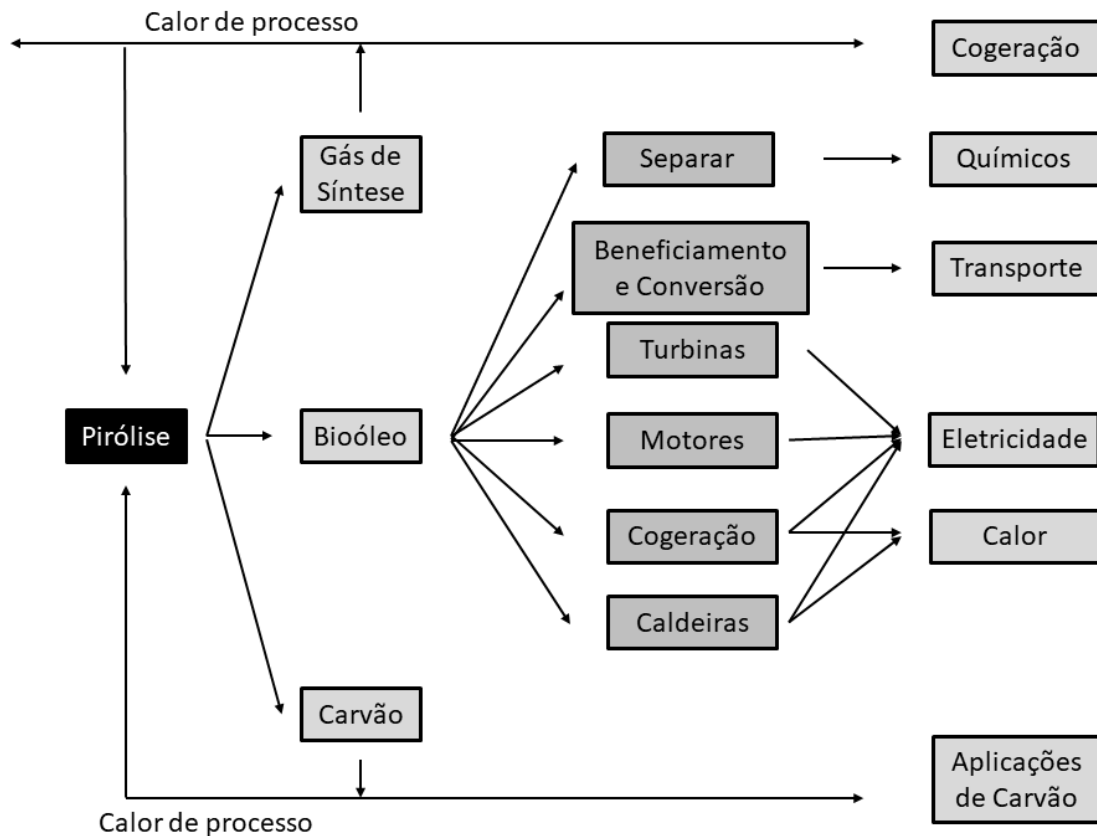 Calor de processo
Cogeração
Gás de
Síntese
Separar
Químicos
Beneficiamento
e Conversão
Transporte
Turbinas
Pirólise
Bioóleo
Motores
Eletricidade
Cogeração
Calor
Caldeiras
Carvão
Aplicações
de Carvão
Calor de processo